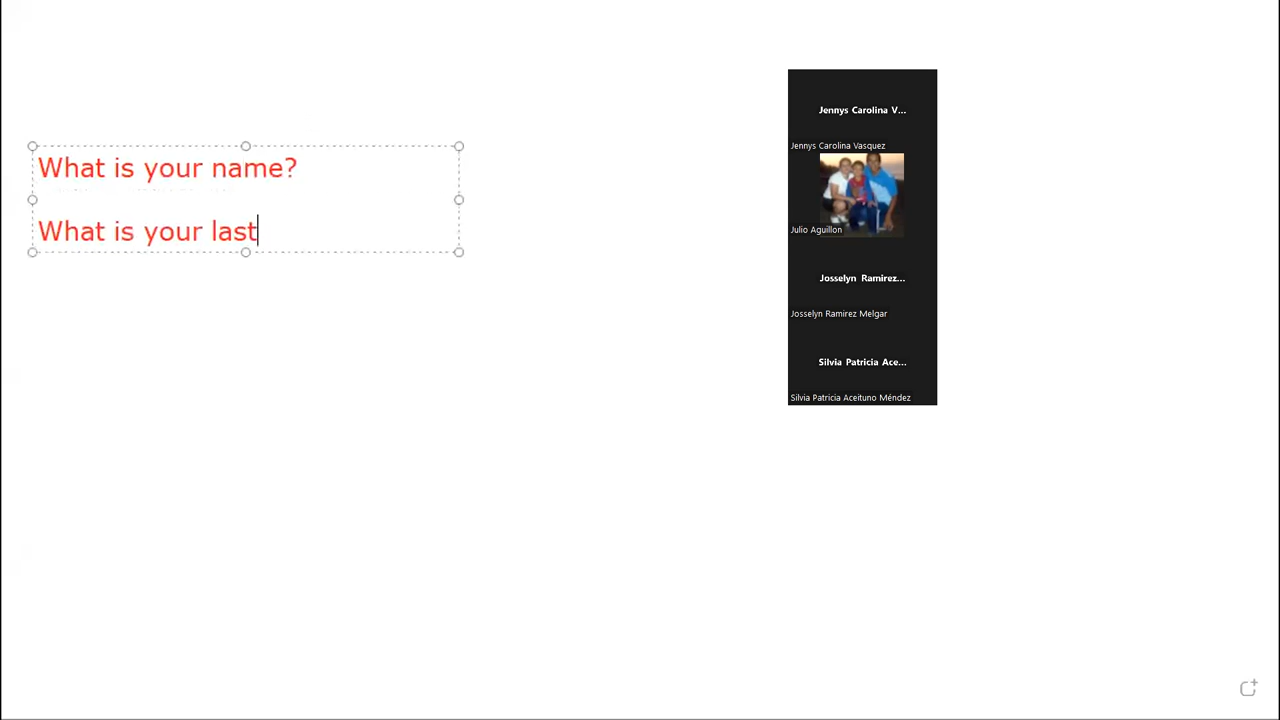 What is your name?
What is your last
Jennys Carolina V...
Jennys Carolina Vasquez
Julio Aguillon
Josselyn Ramirez...
Josselyn Ramirez Melgar
Silvia Patricia Ace...
Silvia Patricia Aceituno Méndez